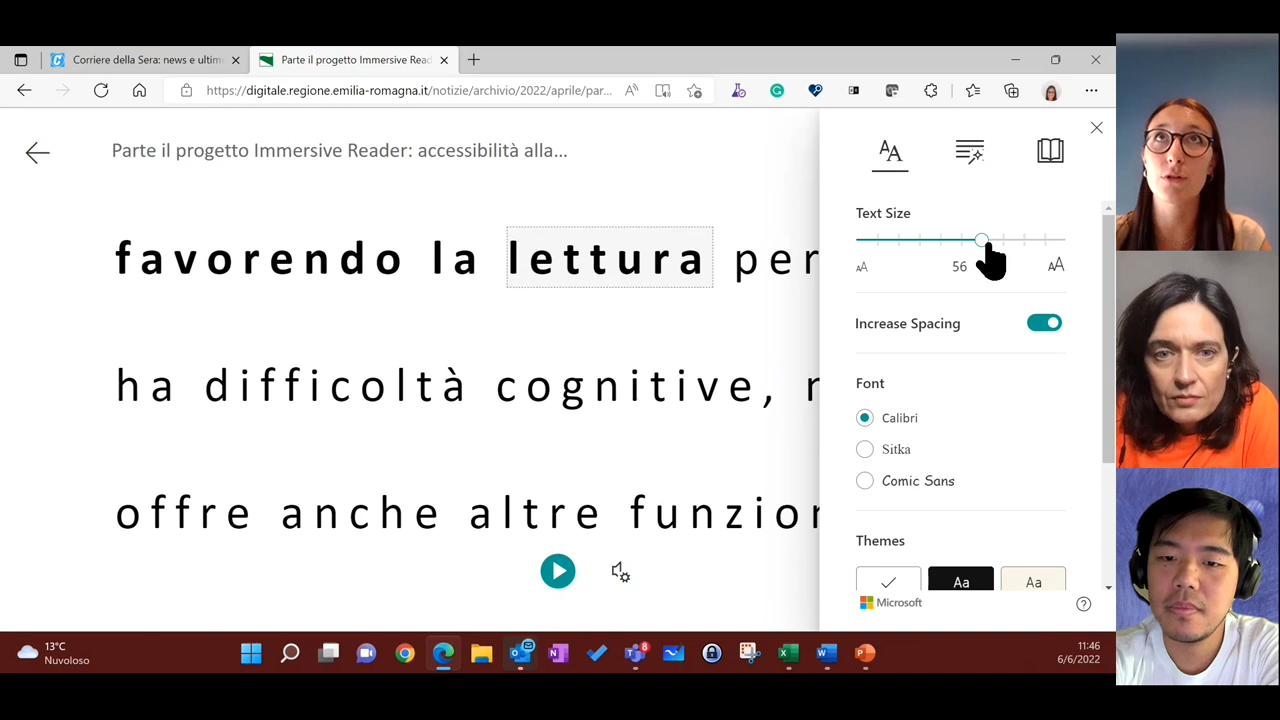 Corriere della Sera: news e ultim
Parte il progetto Immersive Read
https://digitale.regione.emilia-romagna.it/notizie/archivio/2022/aprile/par...
Parte il progetto Immersive Reader: accessibilità alla...
favorendo la lettura per
ha difficoltà cognitive,
offre anche altre funzion
Text Size
56
Increase Spacing
Font
Calibri
Sitka
Comic Sans
Themes
Aa Aa
Microsoft
13°C
Nuvoloso
8
11:46
6/6/2022